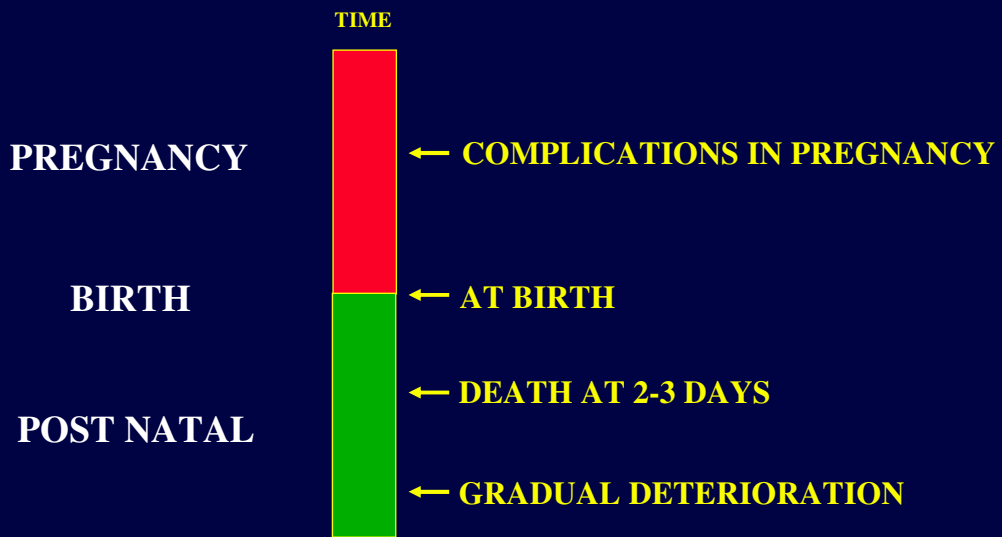 TIME
PREGNANCY
COMPLICATIONS IN PREGNANCY
BIRTH
AT BIRTH
DEATH AT 2-3 DAYS
POST NATAL
GRADUAL DETERIORATION